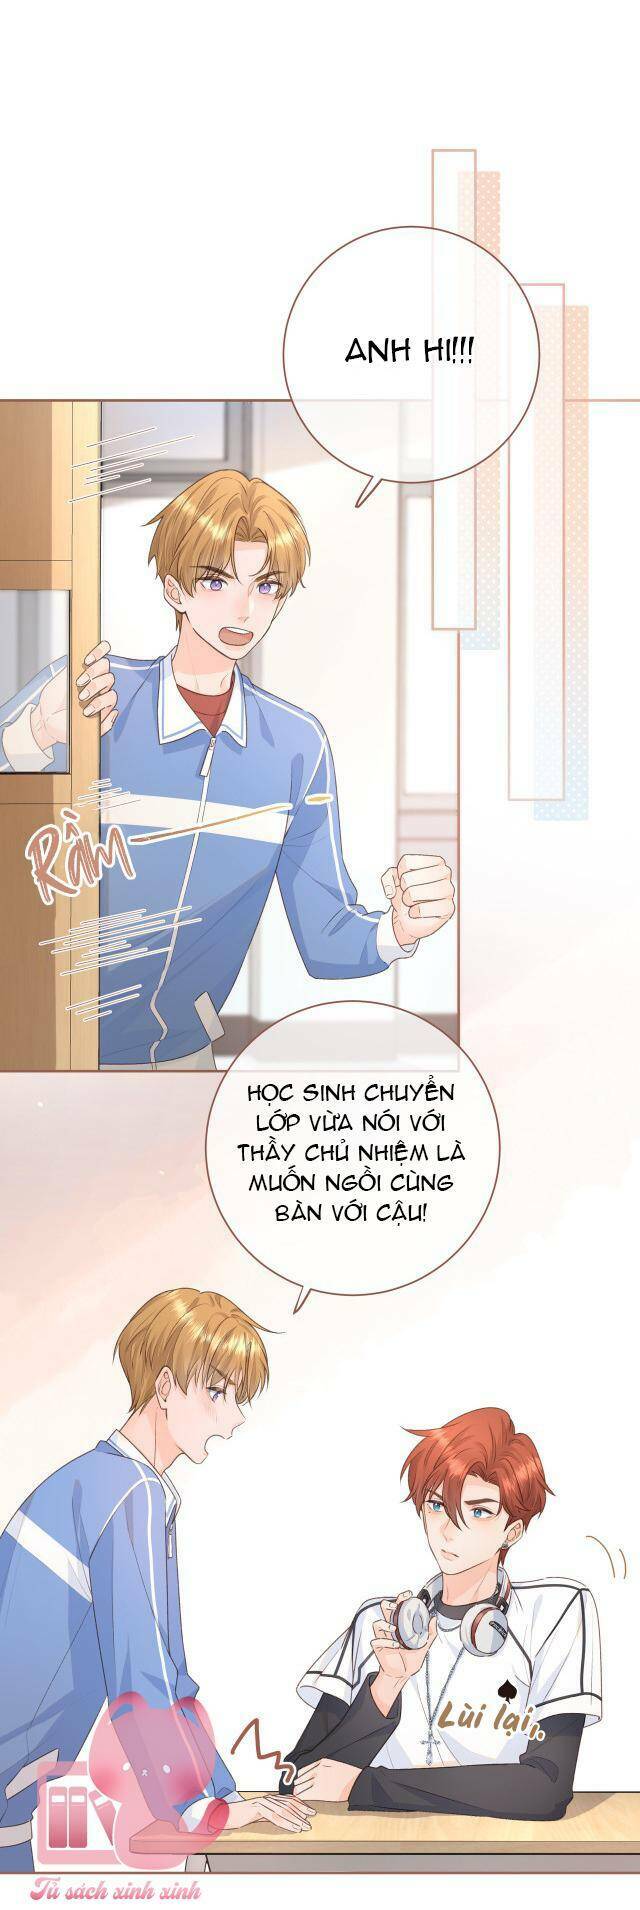 ANH HI!!!
RẦM
HỌC SINH CHUYỂN
LỚP VỪA NÓI VỚI
THẦY CHỦ NHIỆM LÀ
MUỐN NGỒI CÙNG
BÀN VỚI CẬU!
Lùi lại..
Tủ sách xinh xinh